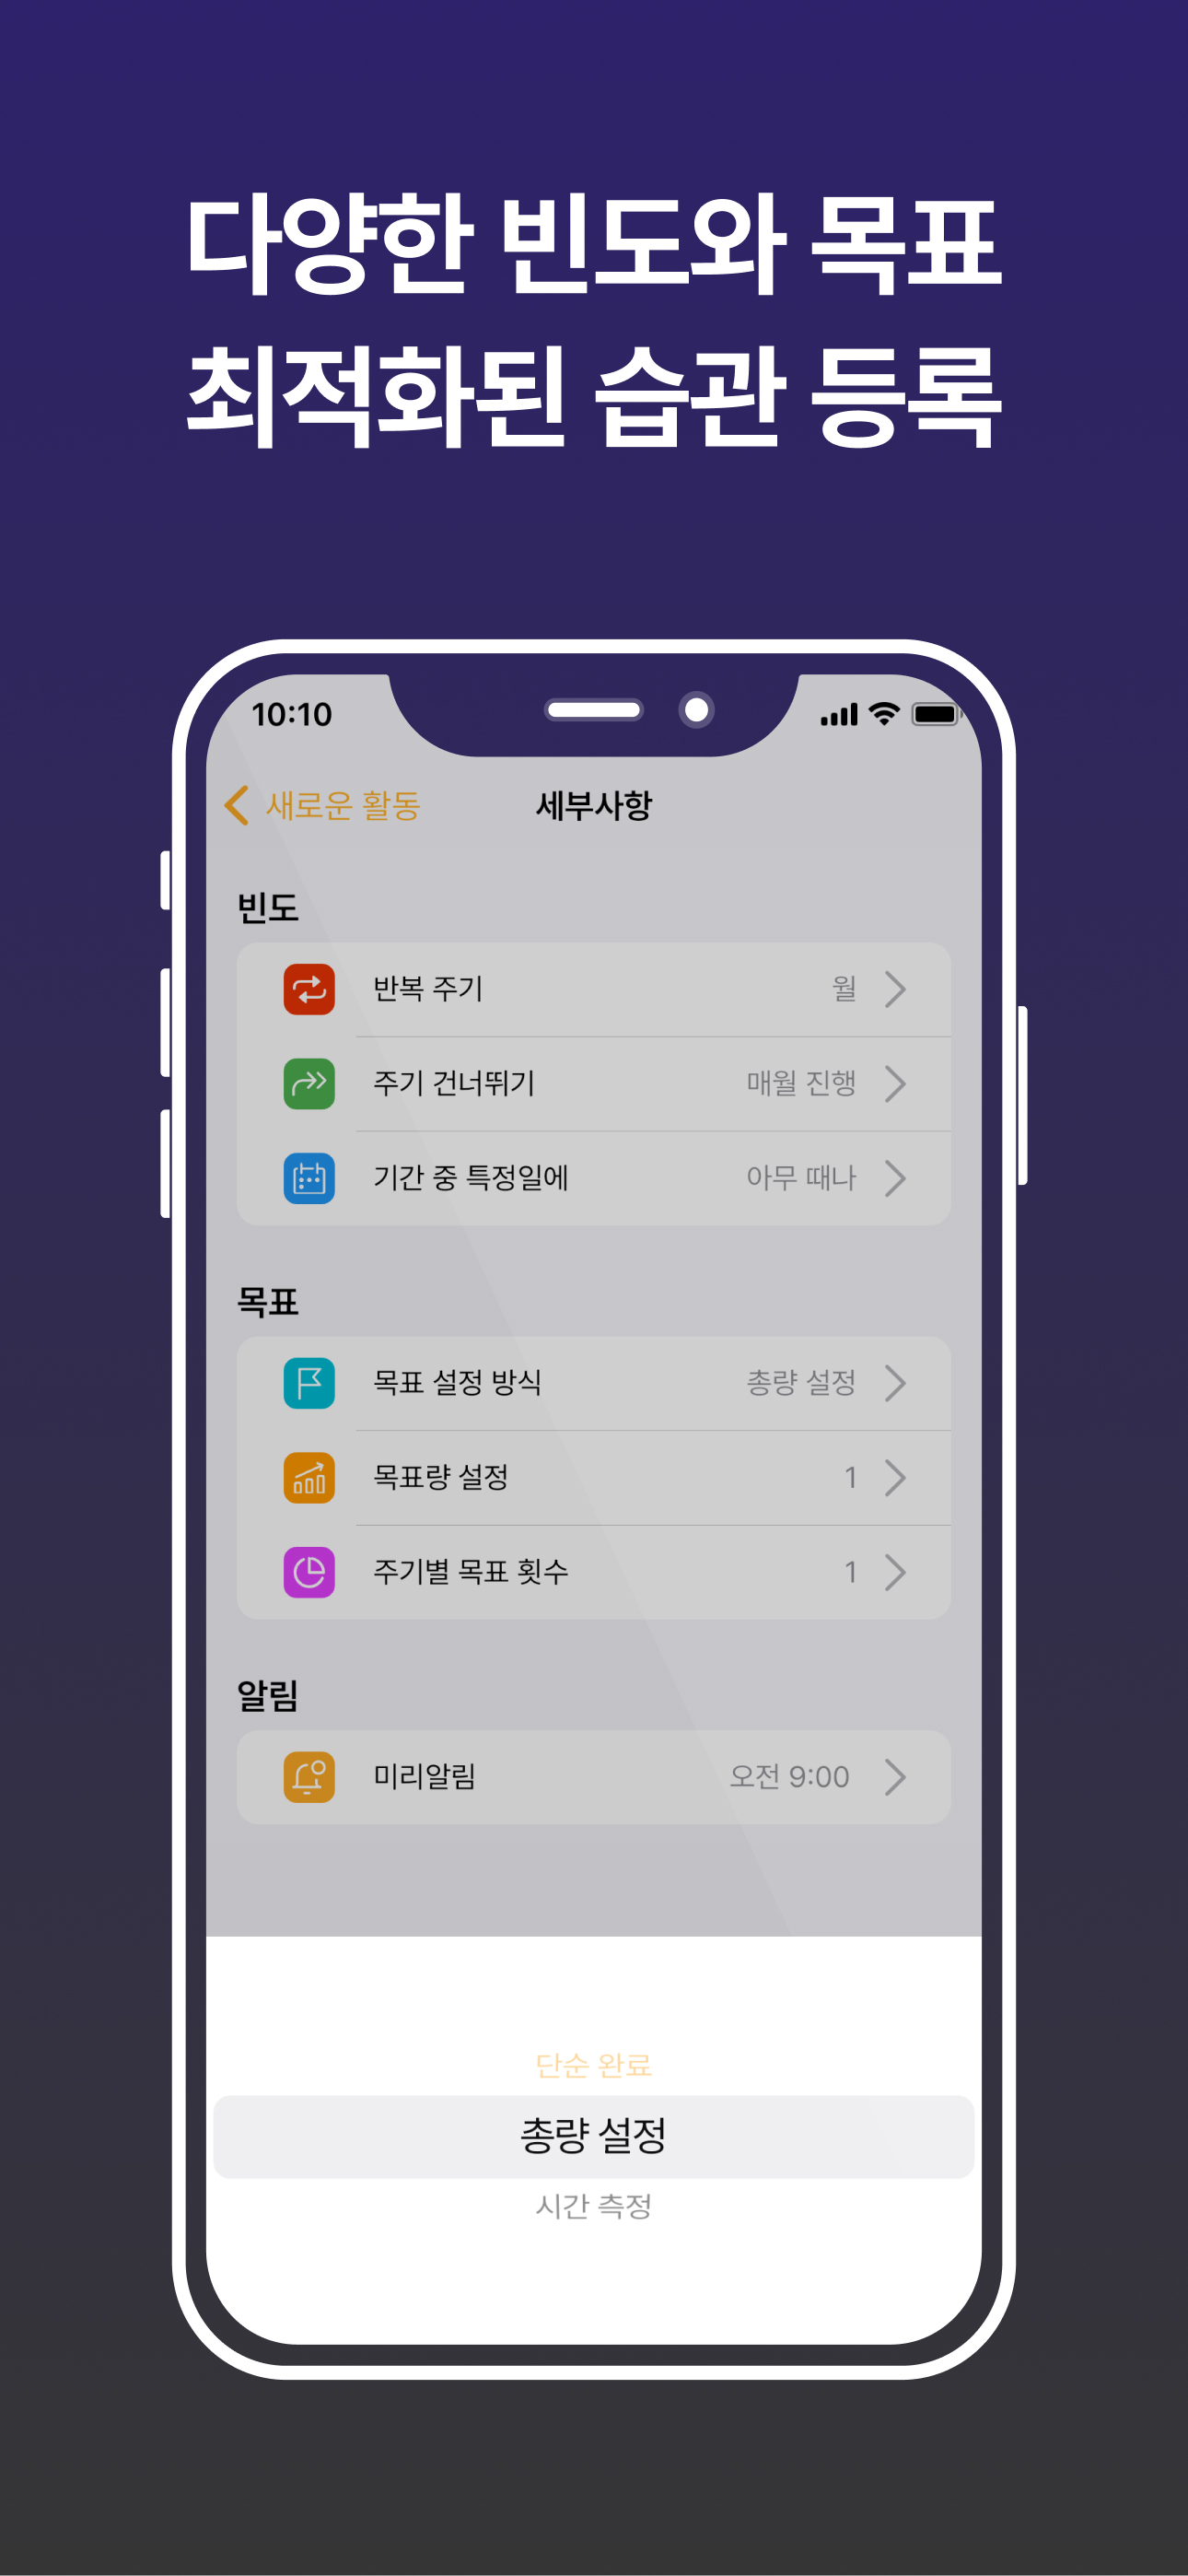 다양한 빈도와 목표
최적화된 습관 등록
10:10
새로운 활동 세부사항
빈도
반복 주기 월
주기 건너뛰기 매월 진행
기간 중 특정일에 아무 때나
목표
목표 설정 방식 총량 설정
목표량 설정 1
주기별 목표 횟수 1
알림
미리알림 오전 9:00
단순 완료
총량 설정
시간 측정